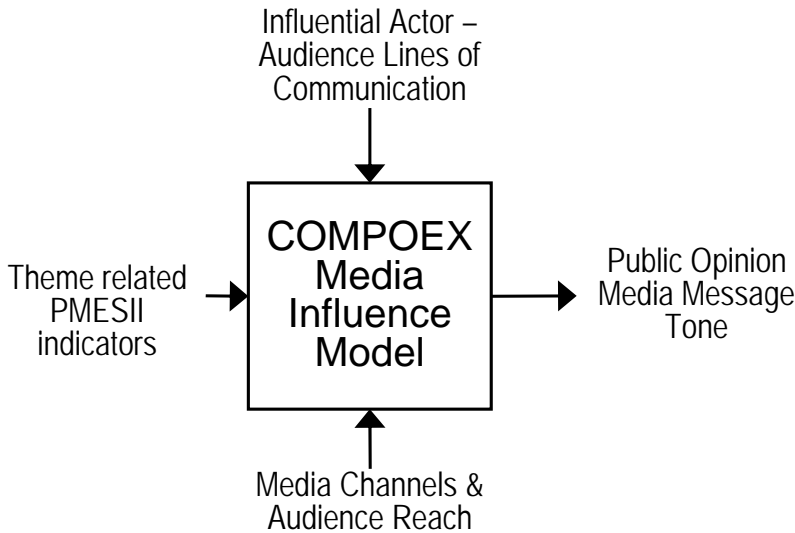 Influential Actor –
Audience Lines of
Communication
COMPOEX
Media
Influence
Model
Theme related
PMESII
indicators
Public Opinion
Media Message
Tone
Media Channels &
Audience Reach